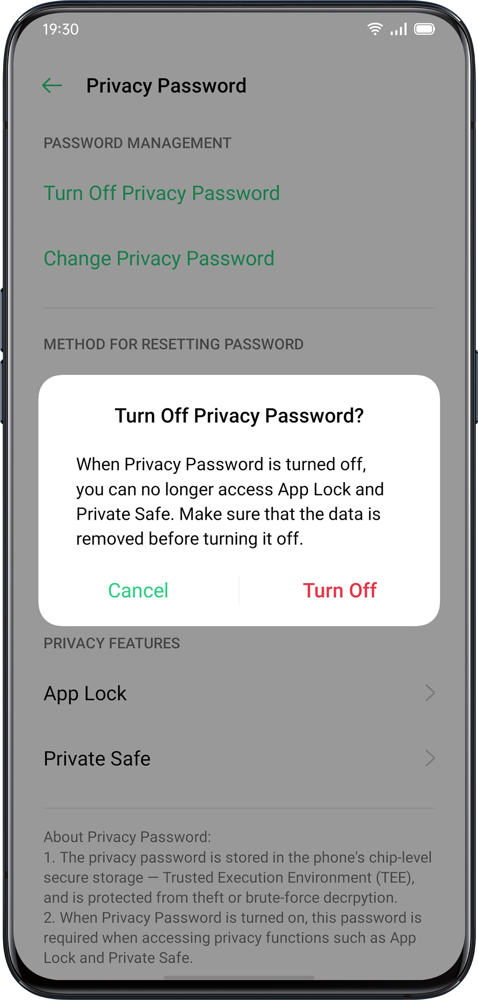 19:30
Privacy Password
PASSWORD MANAGEMENT
Turn Off Privacy Password
Change Privacy Password
METHOD FOR RESETTING PASSWORD
Turn Off Privacy Password?
When Privacy Password is turned off,
you can no longer access App Lock and
Private Safe. Make sure that the data is
removed before turning it off.
Cancel
Turn Off
PRIVACY FEATURES
App Lock
Private Safe
About Privacy Password:
1. The privacy password is stored in the phone's chip-level
secure storage — Trusted Execution Environment (TEE),
and is protected from theft or brute-force decrpytion.
2. When Privacy Password is turned on, this password is
required when accessing privacy functions such as App
Lock and Private Safe.